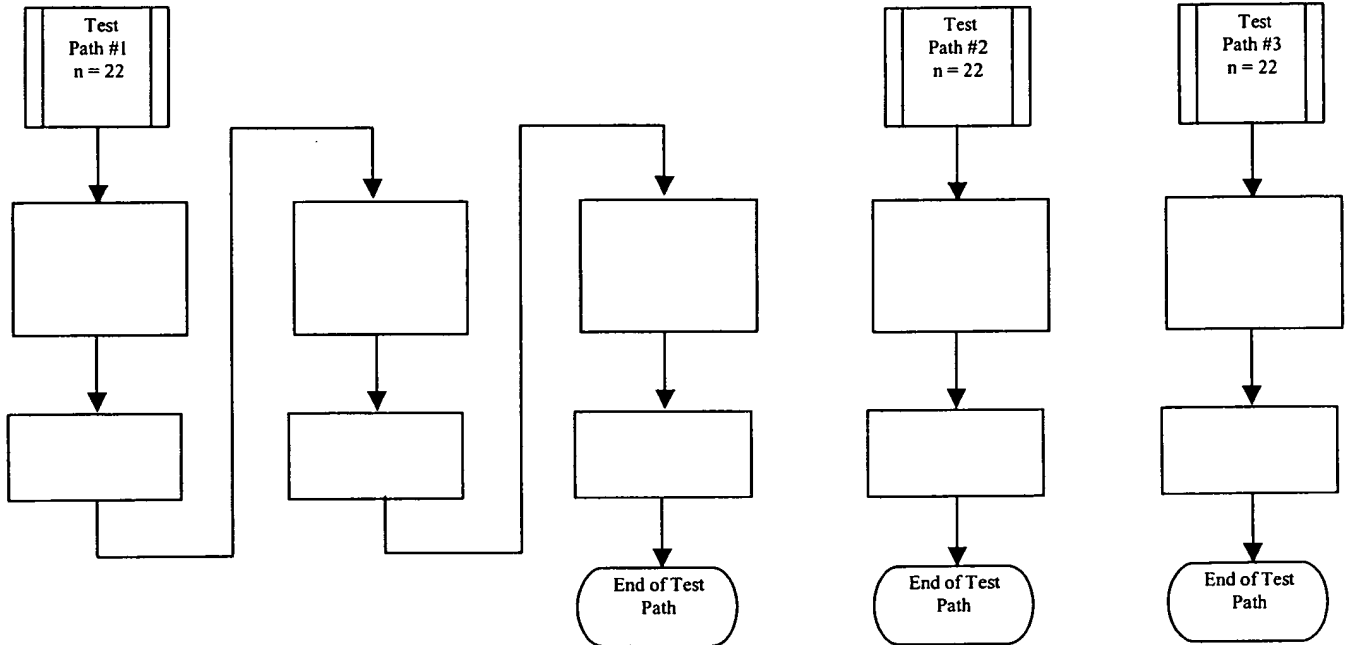 Test
Path #1
n = 22
Test
Path #2
n = 22
Test
Path #3
n = 22
End of Test
Path
End of Test
Path
End of Test
Path